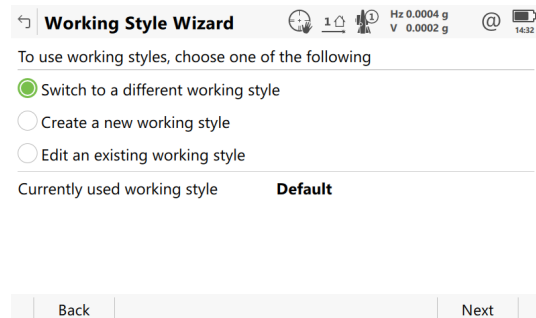 Working Style Wizard
1
1
Hz 0.0004 g
V 0.0002 g
@
14:32
To use working styles, choose one of the following
Switch to a different working style
Create a new working style
Edit an existing working style
Currently used working style Default
Back Next